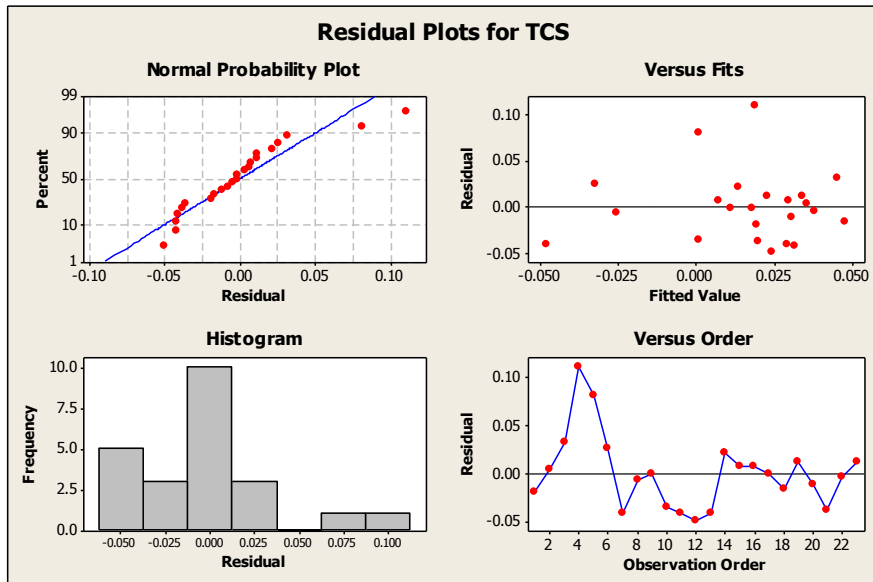 Residual Plots for TCS
Normal Probability Plot
99
90
50
10
1
Percent
-0.10 -0.05 0.00 0.05 0.10
Residual
Versus Fits
0.10
0.05
0.00
-0.05
Residual
-0.050 -0.025 0.000 0.025 0.050
Fitted Value
Histogram
10.0
7.5
5.0
2.5
0.0
Frequency
-0.050 -0.025 0.000 0.025 0.050 0.075 0.100
Residual
Versus Order
0.10
0.05
0.00
-0.05
Residual
2 4 6 8 10 12 14 16 18 20 22
Observation Order